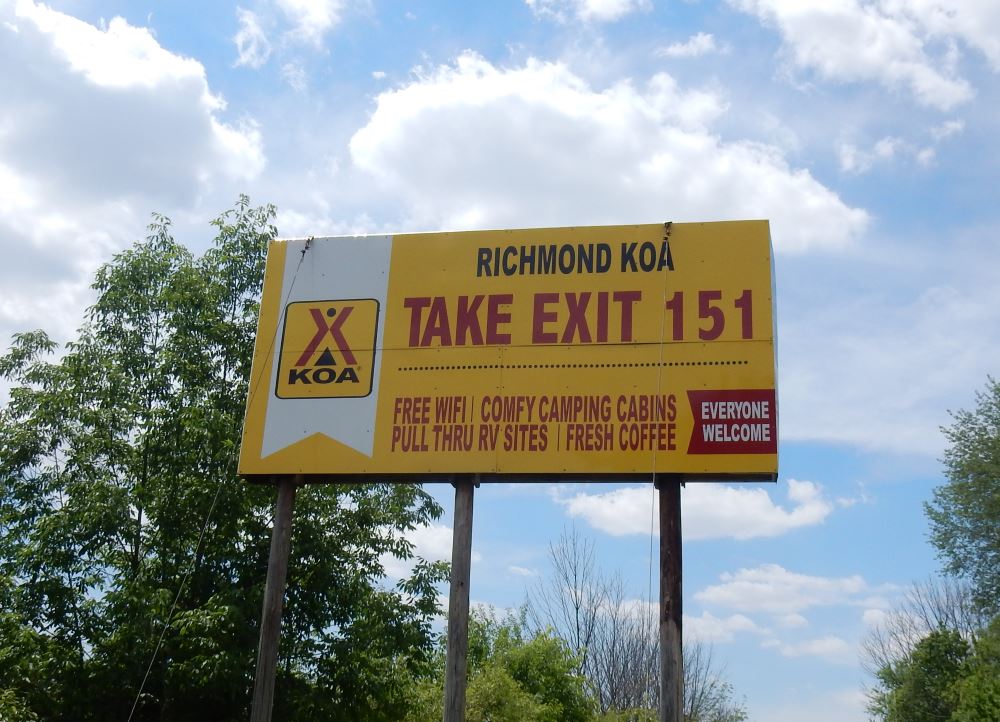 RICHMOND KOA
TAKE EXIT 151
KOA
FREE WIFI | COMFY CAMPING CABINS
PULL THRU RV SITES | FRESH COFFEE
EVERYONE
WELCOME